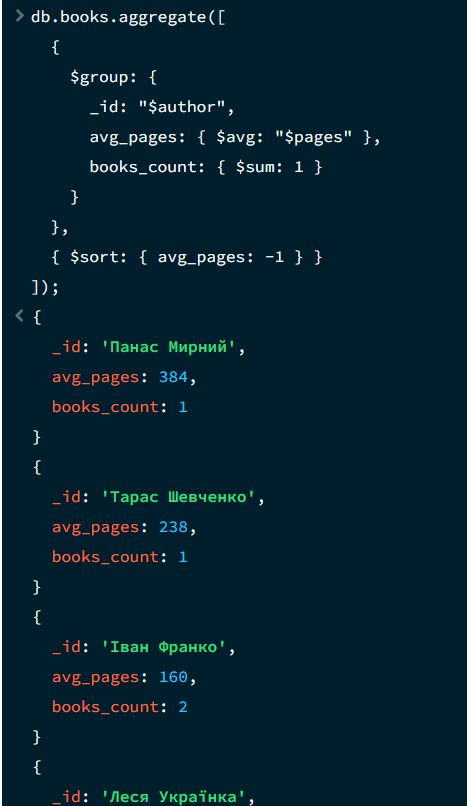 > db.books.aggregate([
{
$group: {
_id: "$author",
avg_pages: { $avg: "$pages" },
books_count: { $sum: 1 }
}
},
{ $sort: { avg_pages: -1 } }
]);
< {
_id: 'Панас Мирний',
avg_pages: 384,
books_count: 1
}
{
_id: 'Тарас Шевченко',
avg_pages: 238,
books_count: 1
}
{
_id: 'Іван Франко',
avg_pages: 160,
books_count: 2
}
{
_id: 'Леся Українка',